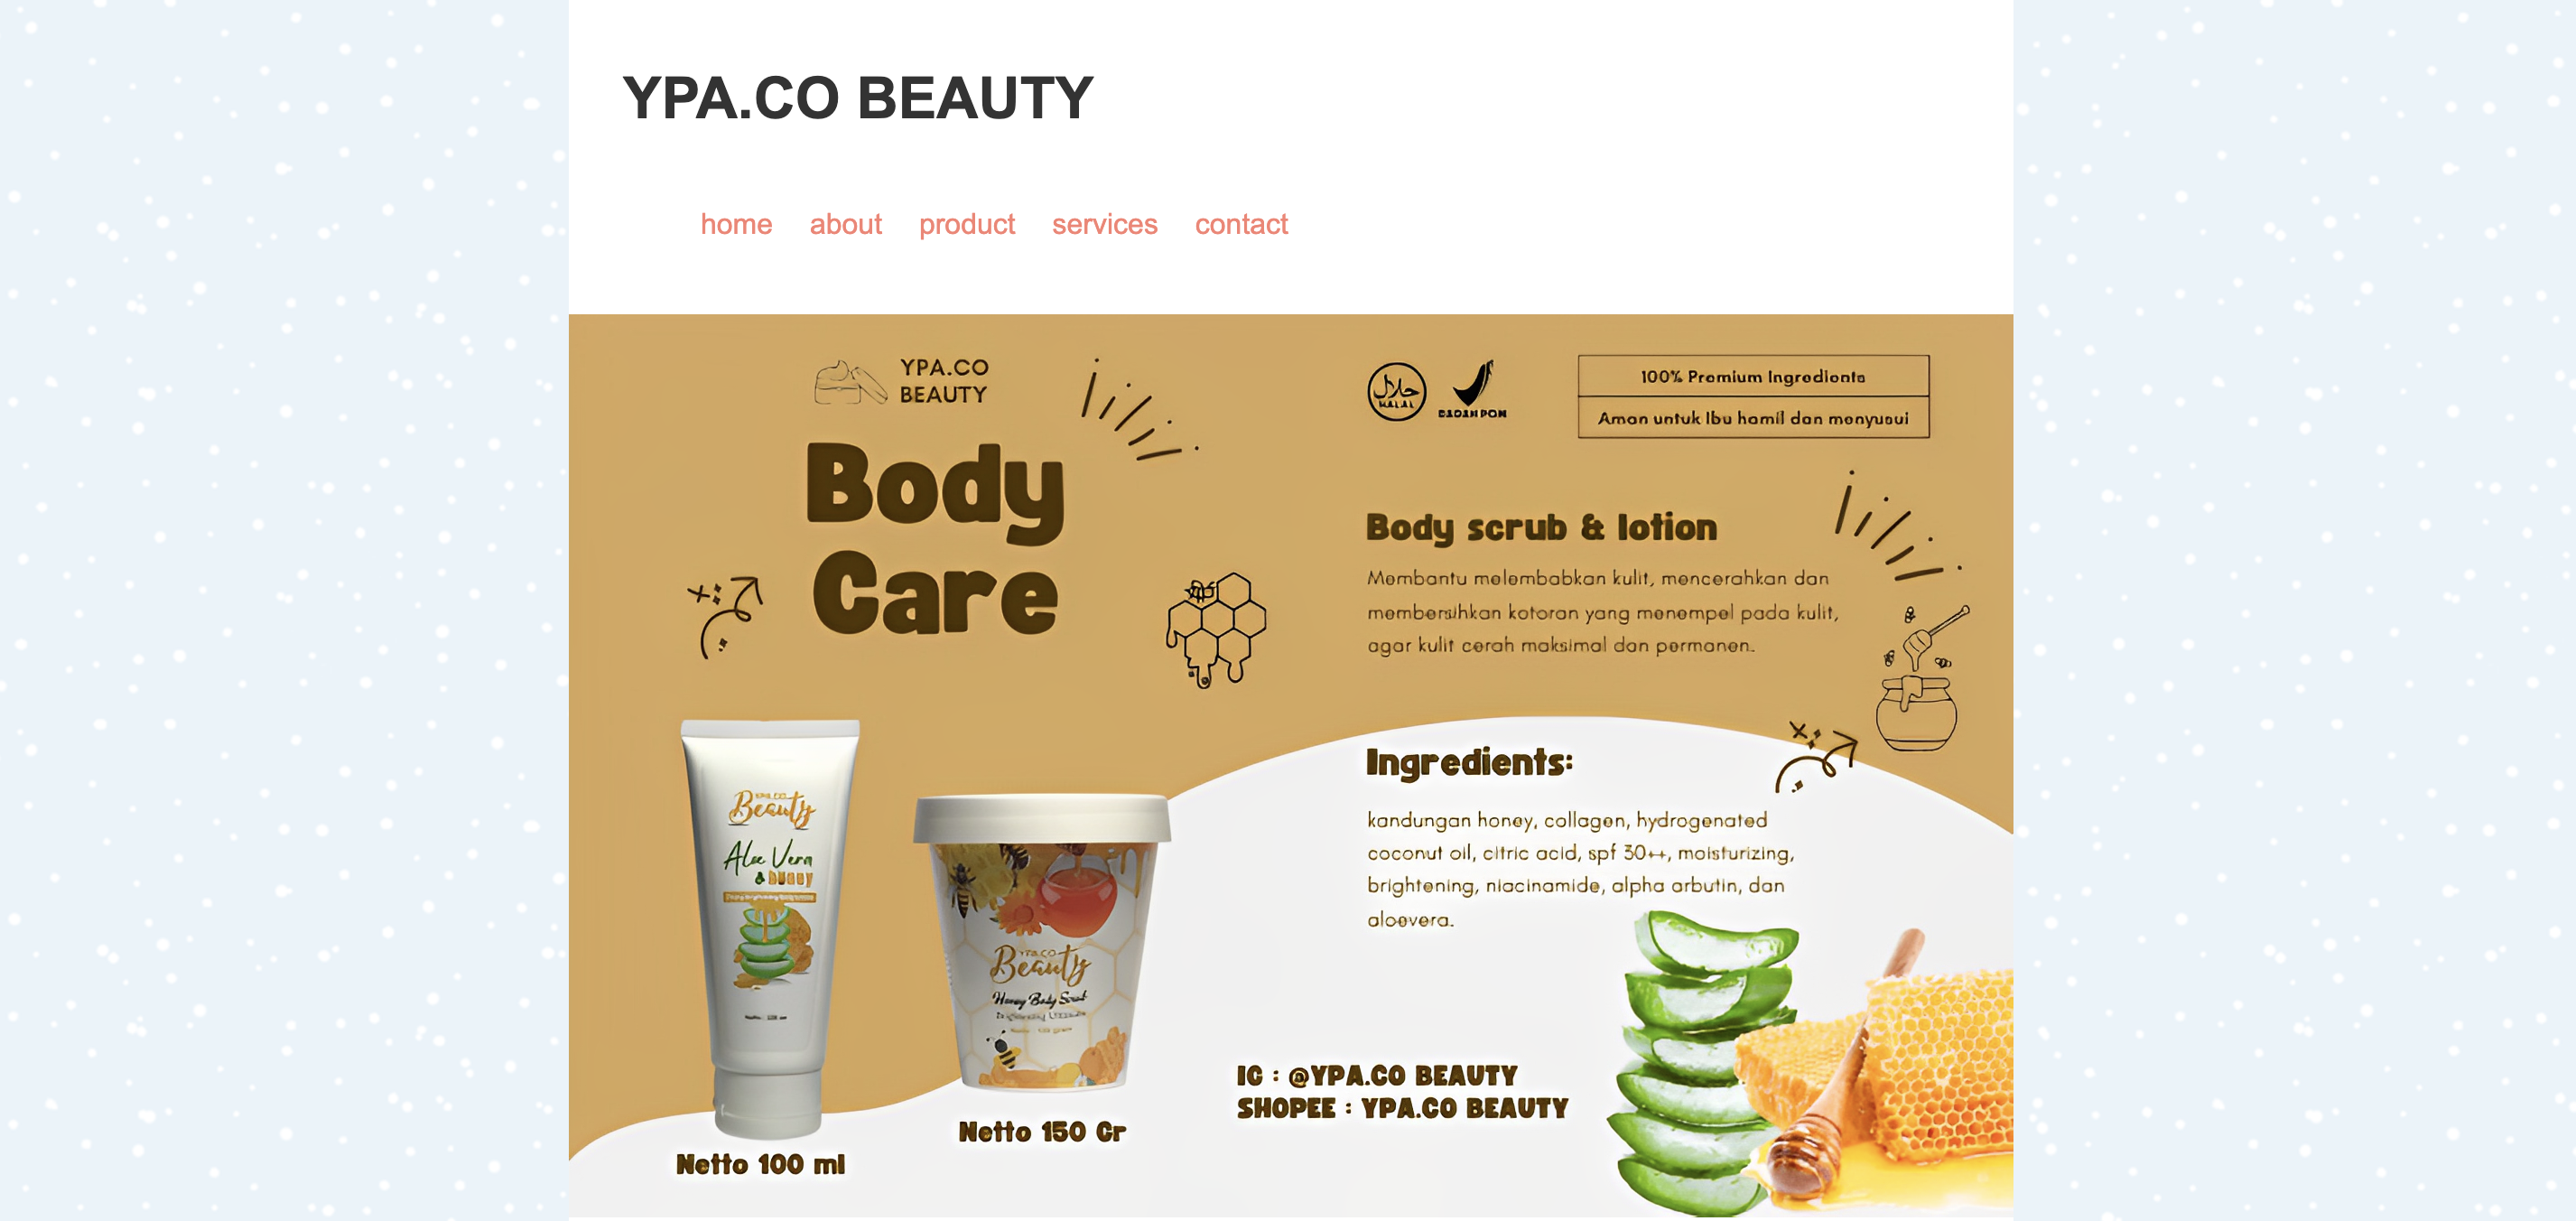 YPA.CO BEAUTY
home about product services contact
YPA.CO
BEAUTY
Body
Care
حلال
HALAL
BADAN POM
100% Premium Ingredients
Aman untuk Ibu hamil dan menyusui
Body scrub & lotion
Membantu melembabkan kulit, mencerahkan dan
membersihkan kotoran yang menempel pada kulit,
agar kulit cerah maksimal dan permanen.
Ingredients:
kandungan honey, collagen, hydrogenated
coconut oil, citric acid, spf 30++, moisturizing,
brightening, niacinamide, alpha arbutin, dan
aloevera.
YPA.CO
Beauty
Aloe Vera
& Honey
YPA.CO
Beauty
Honey Body Scrub
IG : @YPA.CO BEAUTY
SHOPEE : YPA.CO BEAUTY
Netto 150 Gr
Netto 100 ml